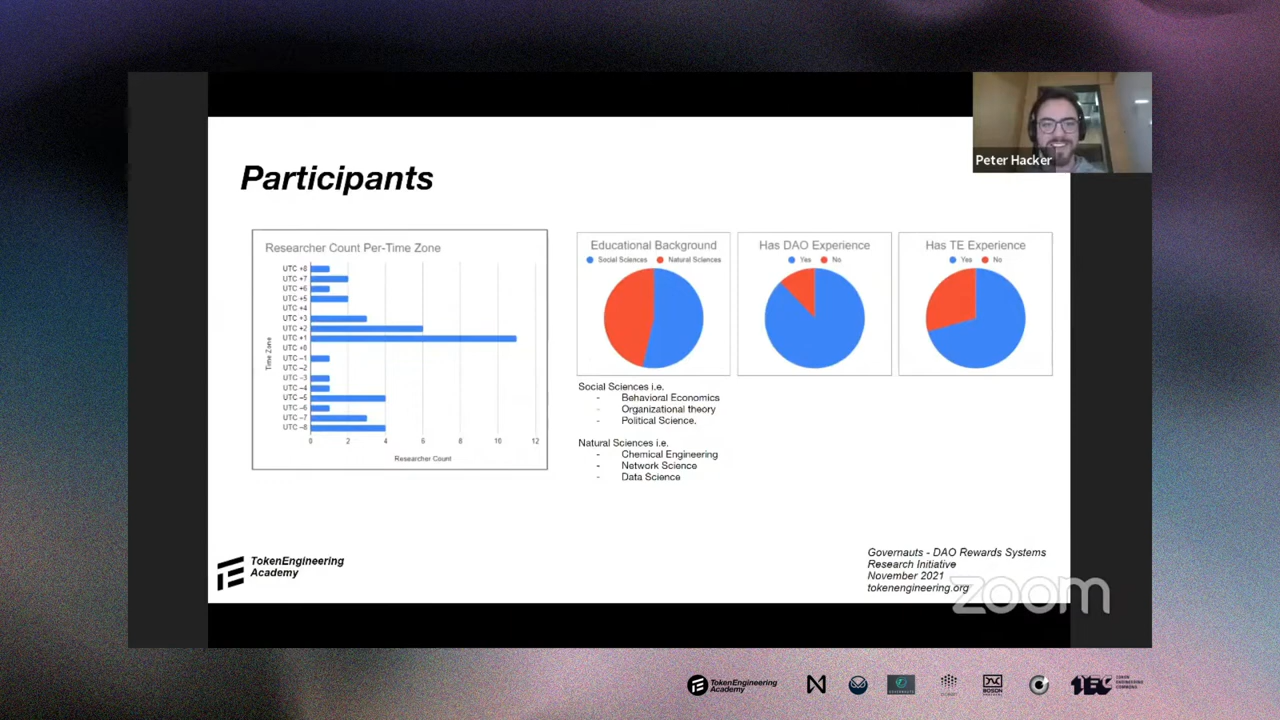 Peter Hacker
Participants
Researcher Count Per-Time Zone
UTC +8
UTC +7
UTC +6
UTC +5
UTC +4
UTC +3
UTC +2
UTC +1
UTC +0
UTC -1
UTC -2
UTC -3
UTC -4
UTC -5
UTC -6
UTC -7
UTC -8
Time Zone
0 2 4 6 8 10 12
Researcher Count
Educational Background
Social Sciences Natural Sciences
Has DAO Experience
Yes No
Has TE Experience
Yes No
Social Sciences i.e.
- Behavioral Economics
- Organizational theory
- Political Science.
Natural Sciences i.e.
- Chemical Engineering
- Network Science
- Data Science
TokenEngineering
Academy
Governauts - DAO Rewards Systems
Research Initiative
November 2021
tokenengineering.org
zoom
TokenEngineering
Academy
BOSON
TEC
TOKEN
ENGINEERING
COMMONS